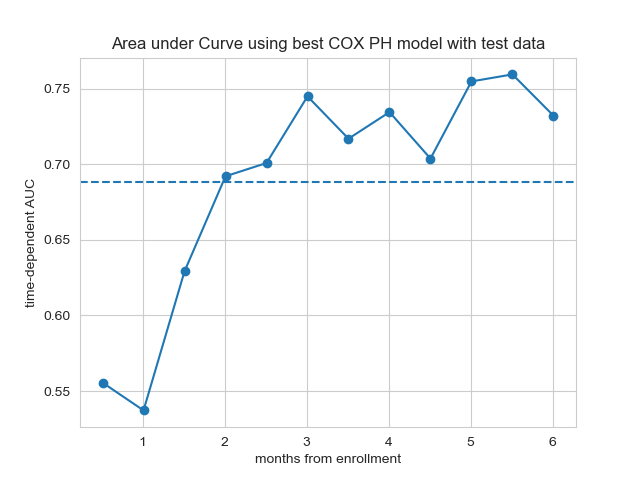 Area under Curve using best COX PH model with test data
0.75
0.70
0.65
0.60
0.55
time-dependent AUC
1 2 3 4 5 6
months from enrollment